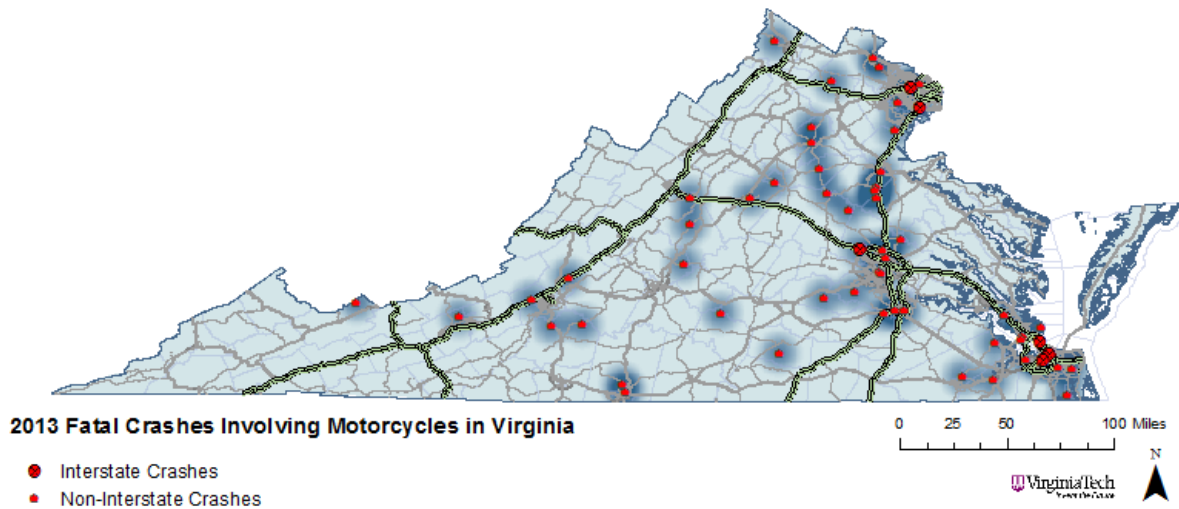 2013 Fatal Crashes Involving Motorcycles in Virginia
Interstate Crashes
Non-Interstate Crashes
0 25 50 100 Miles
N
VirginiaTech